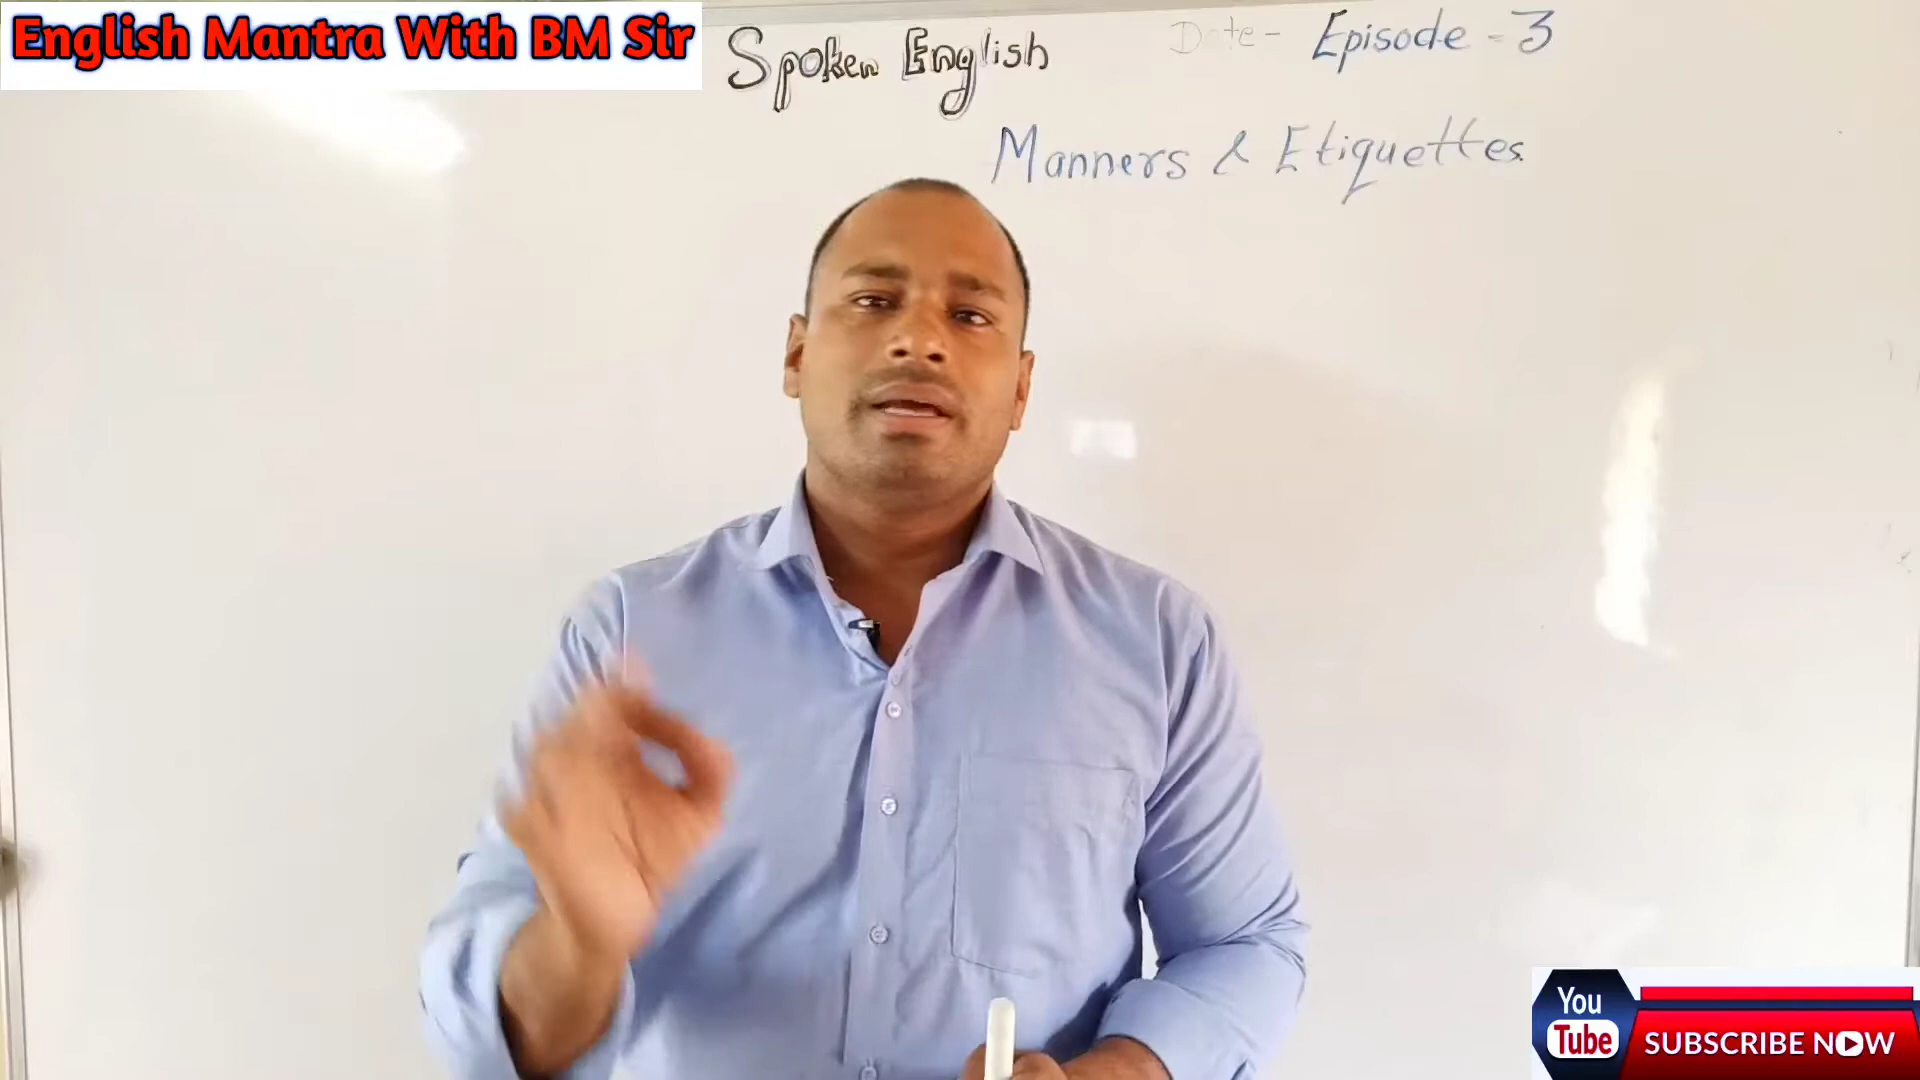 English Mantra With BM Sir
Spoken English
Date - Episode - 3
Manners & Etiquettes.
You
Tube
SUBSCRIBE NOW